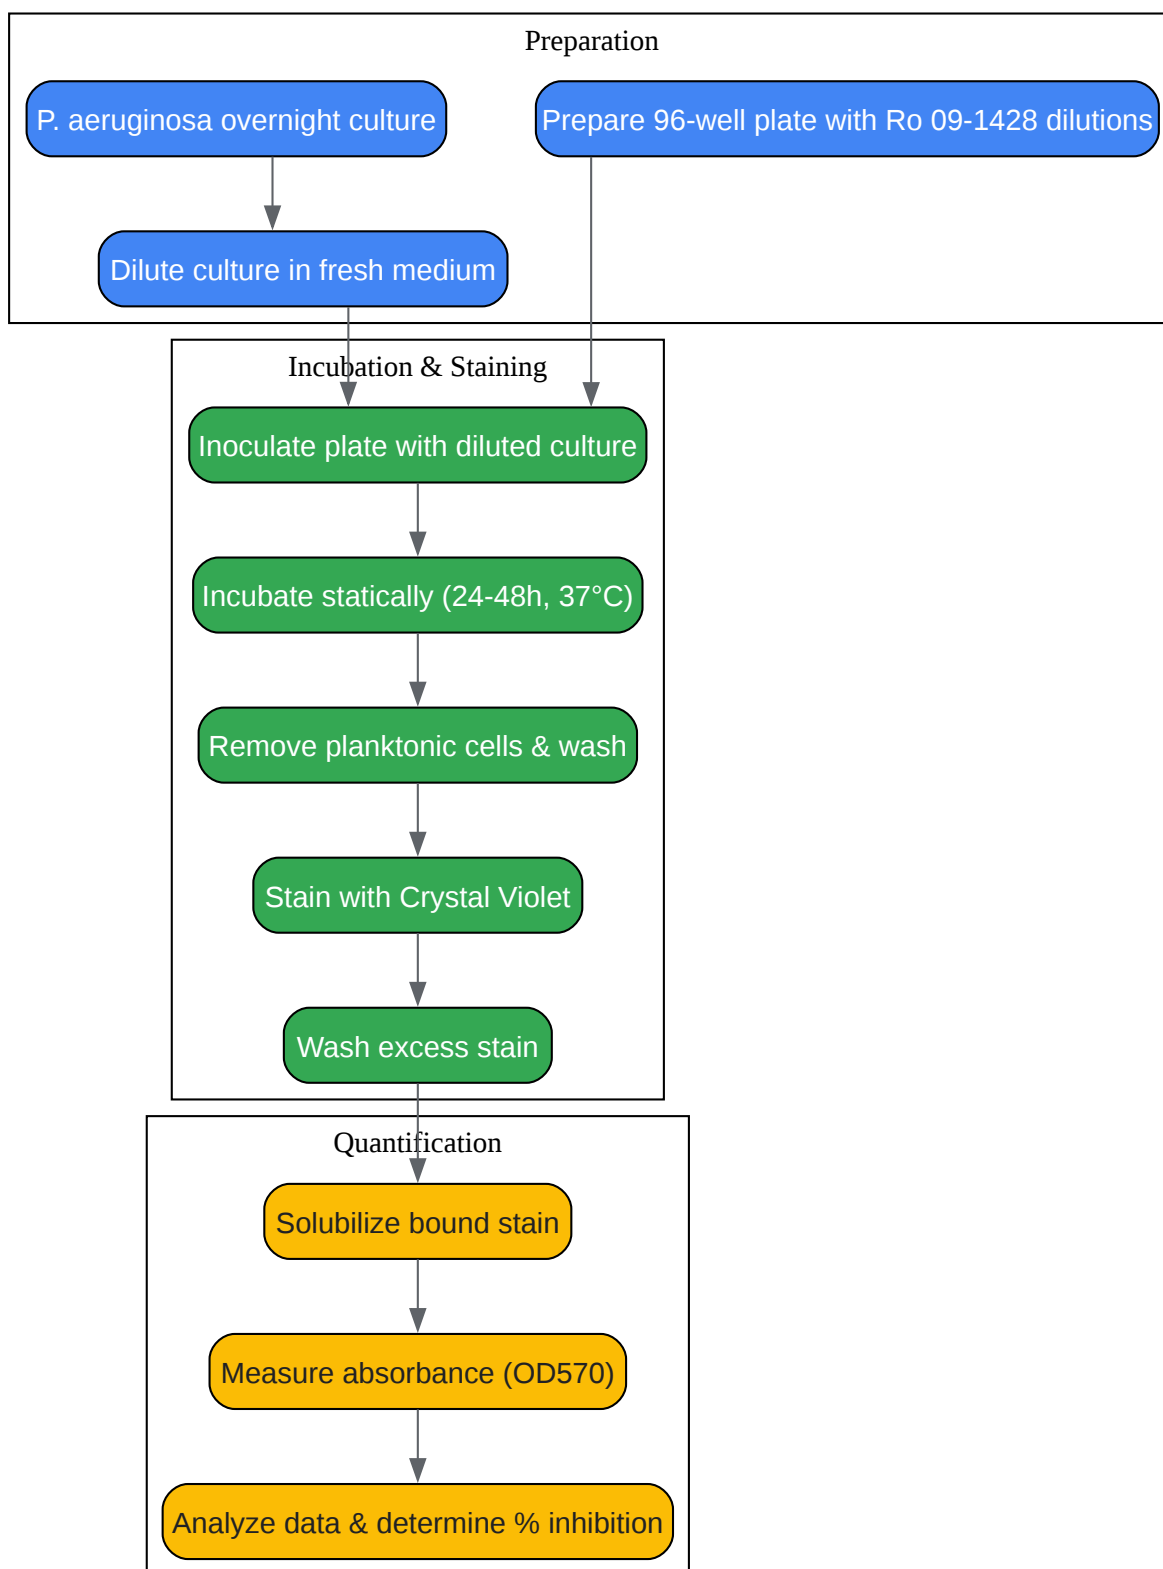 Preparation
P. aeruginosa overnight culture
Prepare 96-well plate with Ro 09-1428 dilutions
Dilute culture in fresh medium
Incubation & Staining
Inoculate plate with diluted culture
Incubate statically (24-48h, 37°C)
Remove planktonic cells & wash
Stain with Crystal Violet
Wash excess stain
Quantification
Solubilize bound stain
Measure absorbance (OD570)
Analyze data & determine % inhibition